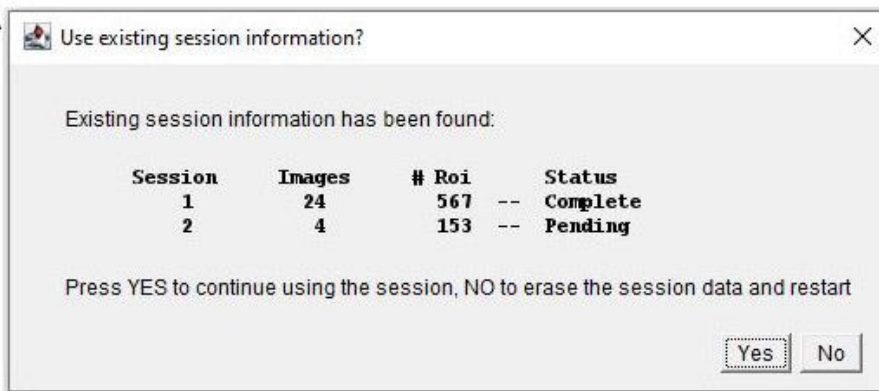 Use existing session information?
Existing session information has been found:
Session Images # Roi Status
1 24 567 -- Complete
2 4 153 -- Pending
Press YES to continue using the session, NO to erase the session data and restart
Yes No